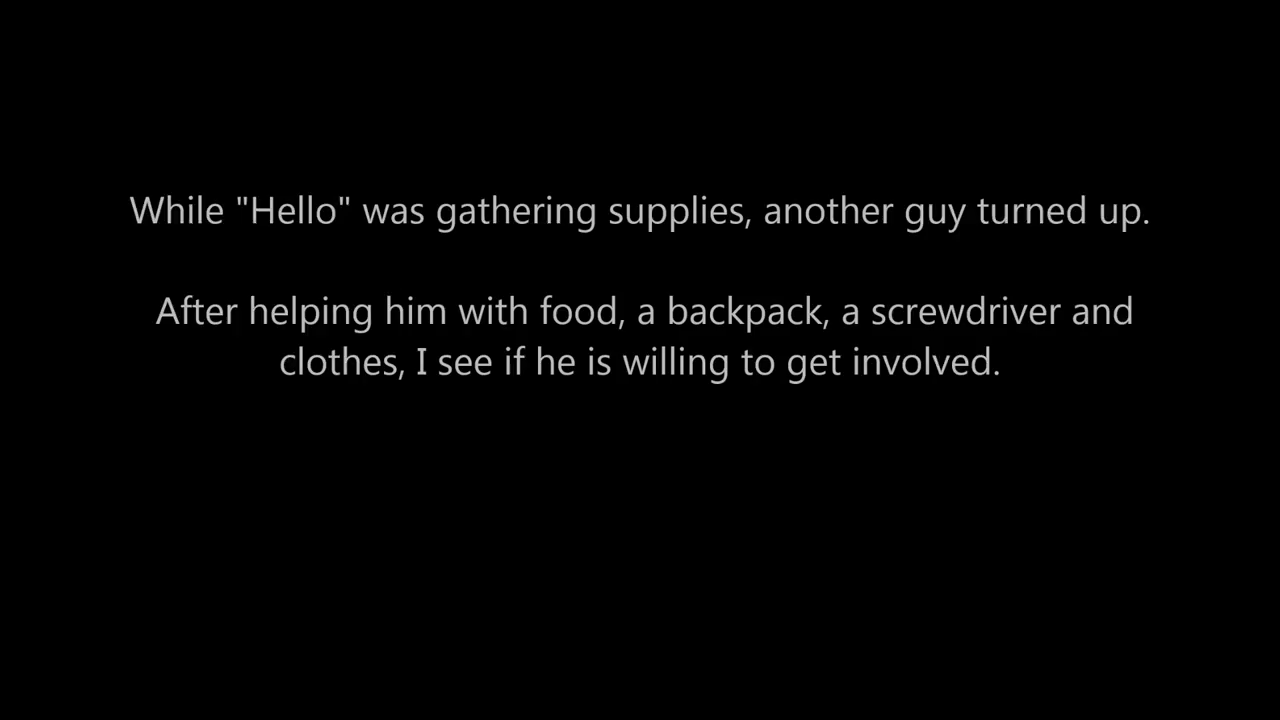 While "Hello" was gathering supplies, another guy turned up.
After helping him with food, a backpack, a screwdriver and
clothes, I see if he is willing to get involved.